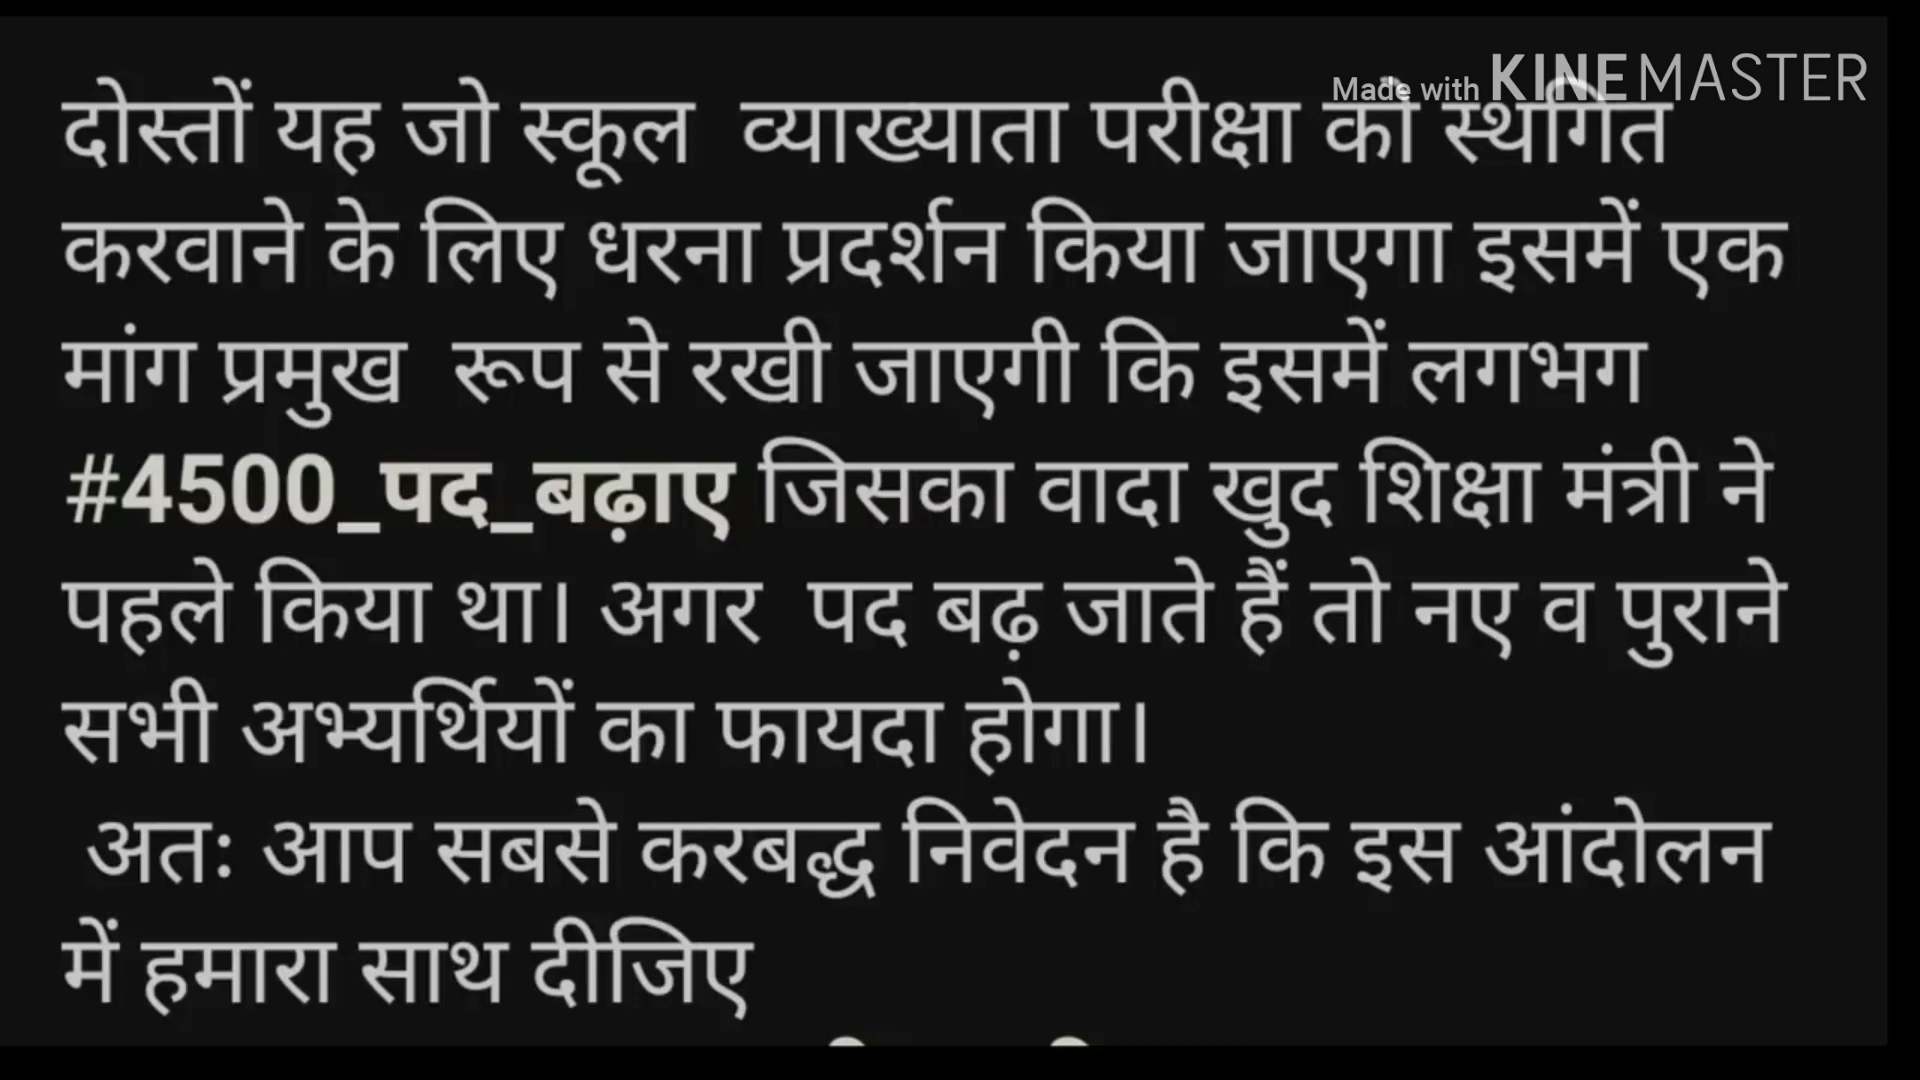 Made with KINEMASTER
दोस्तों यह जो स्कूल व्याख्याता परीक्षा को स्थगित
करवाने के लिए धरना प्रदर्शन किया जाएगा इसमें एक
मांग प्रमुख रूप से रखी जाएगी कि इसमें लगभग
#4500_पद_बढ़ाए जिसका वादा खुद शिक्षा मंत्री ने
पहले किया था। अगर पद बढ़ जाते हैं तो नए व पुराने
सभी अभ्यर्थियों का फायदा होगा।
अतः आप सबसे करबद्ध निवेदन है कि इस आंदोलन
में हमारा साथ दीजिए